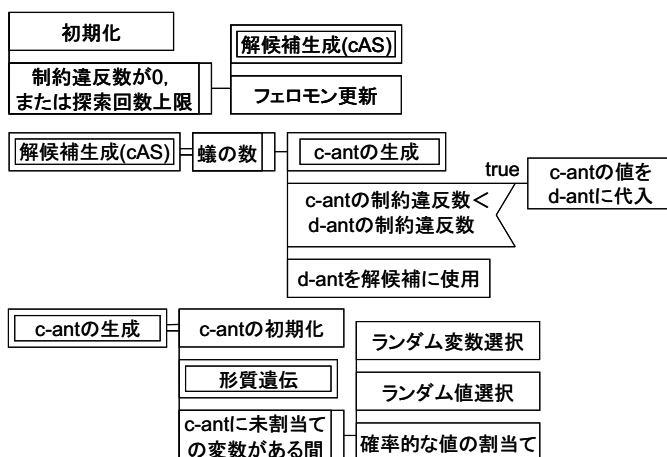 初期化
制約違反数が0,
または探索回数上限
解候補生成(cAS)
フェロモン更新
解候補生成(cAS)
蟻の数
c-antの生成
c-antの制約違反数<
d-antの制約違反数
true
c-antの値を
d-antに代入
d-antを解候補に使用
c-antの生成
c-antの初期化
形質遺伝
c-antに未割当て
の変数がある間
ランダム変数選択
ランダム値選択
確率的な値の割当て